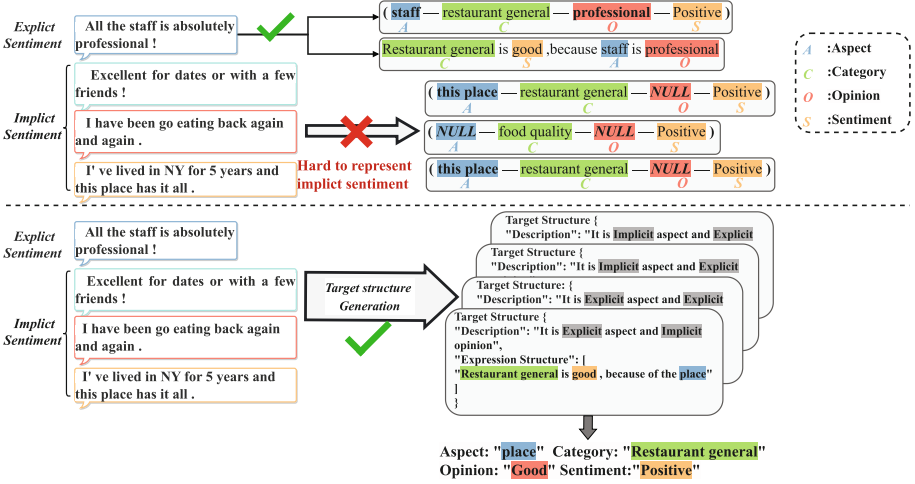 Explict
Sentiment
All the staff is absolutely
professional !
( staff — restaurant general — professional — Positive )
A C O S
Restaurant general is good ,because staff is professional
C S A O
:Aspect
A
:Category
C
:Opinion
O
:Sentiment
S
Implict
Sentiment
Excellent for dates or with a few
friends !
I have been go eating back again
and again .
I' ve lived in NY for 5 years and
this place has it all .
Hard to represent
implict sentiment
( this place — restaurant general — NULL — Positive )
A C O S
( NULL — food quality — NULL — Positive )
A C O S
( this place — restaurant general — NULL — Positive )
A C O S
Explict
Sentiment
All the staff is absolutely
professional !
Implict
Sentiment
Excellent for dates or with a few
friends !
I have been go eating back again
and again .
I' ve lived in NY for 5 years and
this place has it all .
Target structure
Generation
Target Structure {
"Description": "It is Implicit aspect and Explicit
Target Structure {
"Description": "It is Implicit aspect and Explicit
Target Structure: {
"Description": "It is Explicit aspect and Explicit
Target Structure {
"Description": "It is Explicit aspect and Implicit
opinion",
"Expression Structure": [
"Restaurant general is good , because of the place"
]
}
Aspect: "place" Category: "Restaurant general"
Opinion: "Good" Sentiment:"Positive"